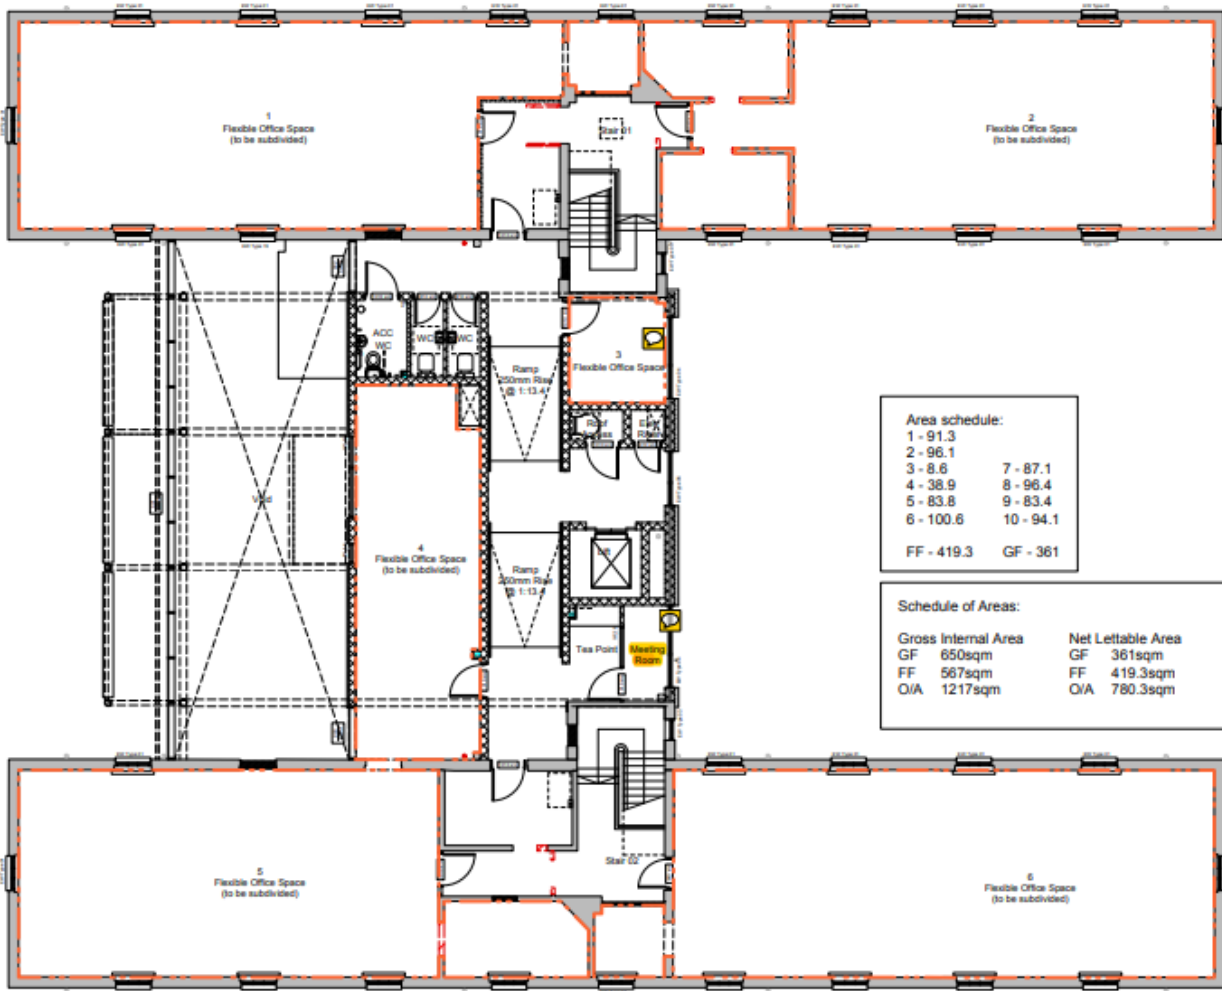 1
Flexible Office Space
(to be subdivided)
Stair 01
2
Flexible Office Space
(to be subdivided)
ACC
WC
WC
WC
Ramp
250mm Rise
@ 1:13.4
3
Flexible Office Space
Roof
Access
Void
4
Flexible Office Space
(to be subdivided)
Lift
Ramp
250mm Rise
@ 1:13.4
Tea Point
Meeting
Room
Area schedule:
1 - 91.3
2 - 96.1
3 - 8.6 7 - 87.1
4 - 38.9 8 - 96.4
5 - 83.8 9 - 83.4
6 - 100.6 10 - 94.1
FF - 419.3 GF - 361
Schedule of Areas:
Gross Internal Area Net Lettable Area
GF 650sqm GF 361sqm
FF 567sqm FF 419.3sqm
O/A 1217sqm O/A 780.3sqm
5
Flexible Office Space
(to be subdivided)
Stair 02
6
Flexible Office Space
(to be subdivided)